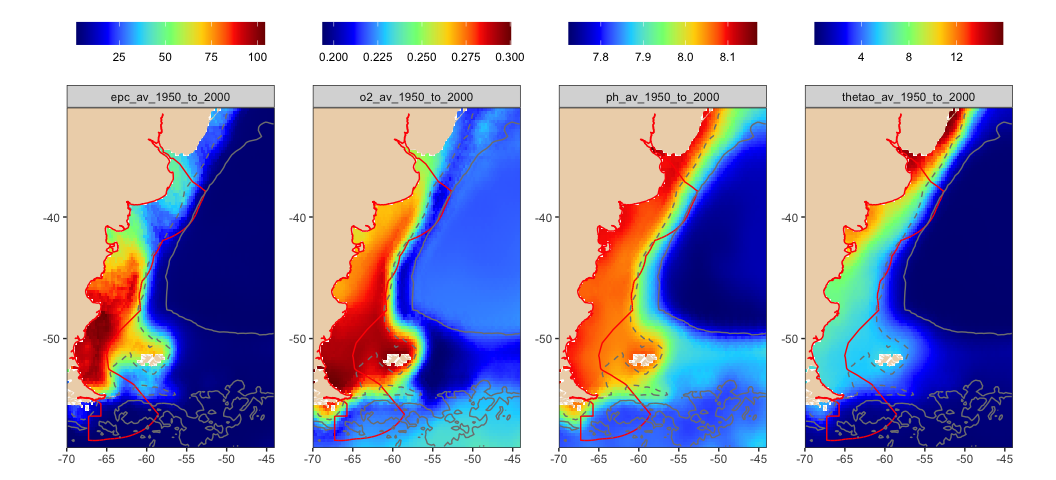 25 50 75 100
0.200 0.225 0.250 0.275 0.300
7.8 7.9 8.0 8.1
4 8 12
epc_av_1950_to_2000
o2_av_1950_to_2000
ph_av_1950_to_2000
thetao_av_1950_to_2000
-40 -40 -40 -40
-50 -50 -50 -50
-70 -65 -60 -55 -50 -45
-70 -65 -60 -55 -50 -45
-70 -65 -60 -55 -50 -45
-70 -65 -60 -55 -50 -45